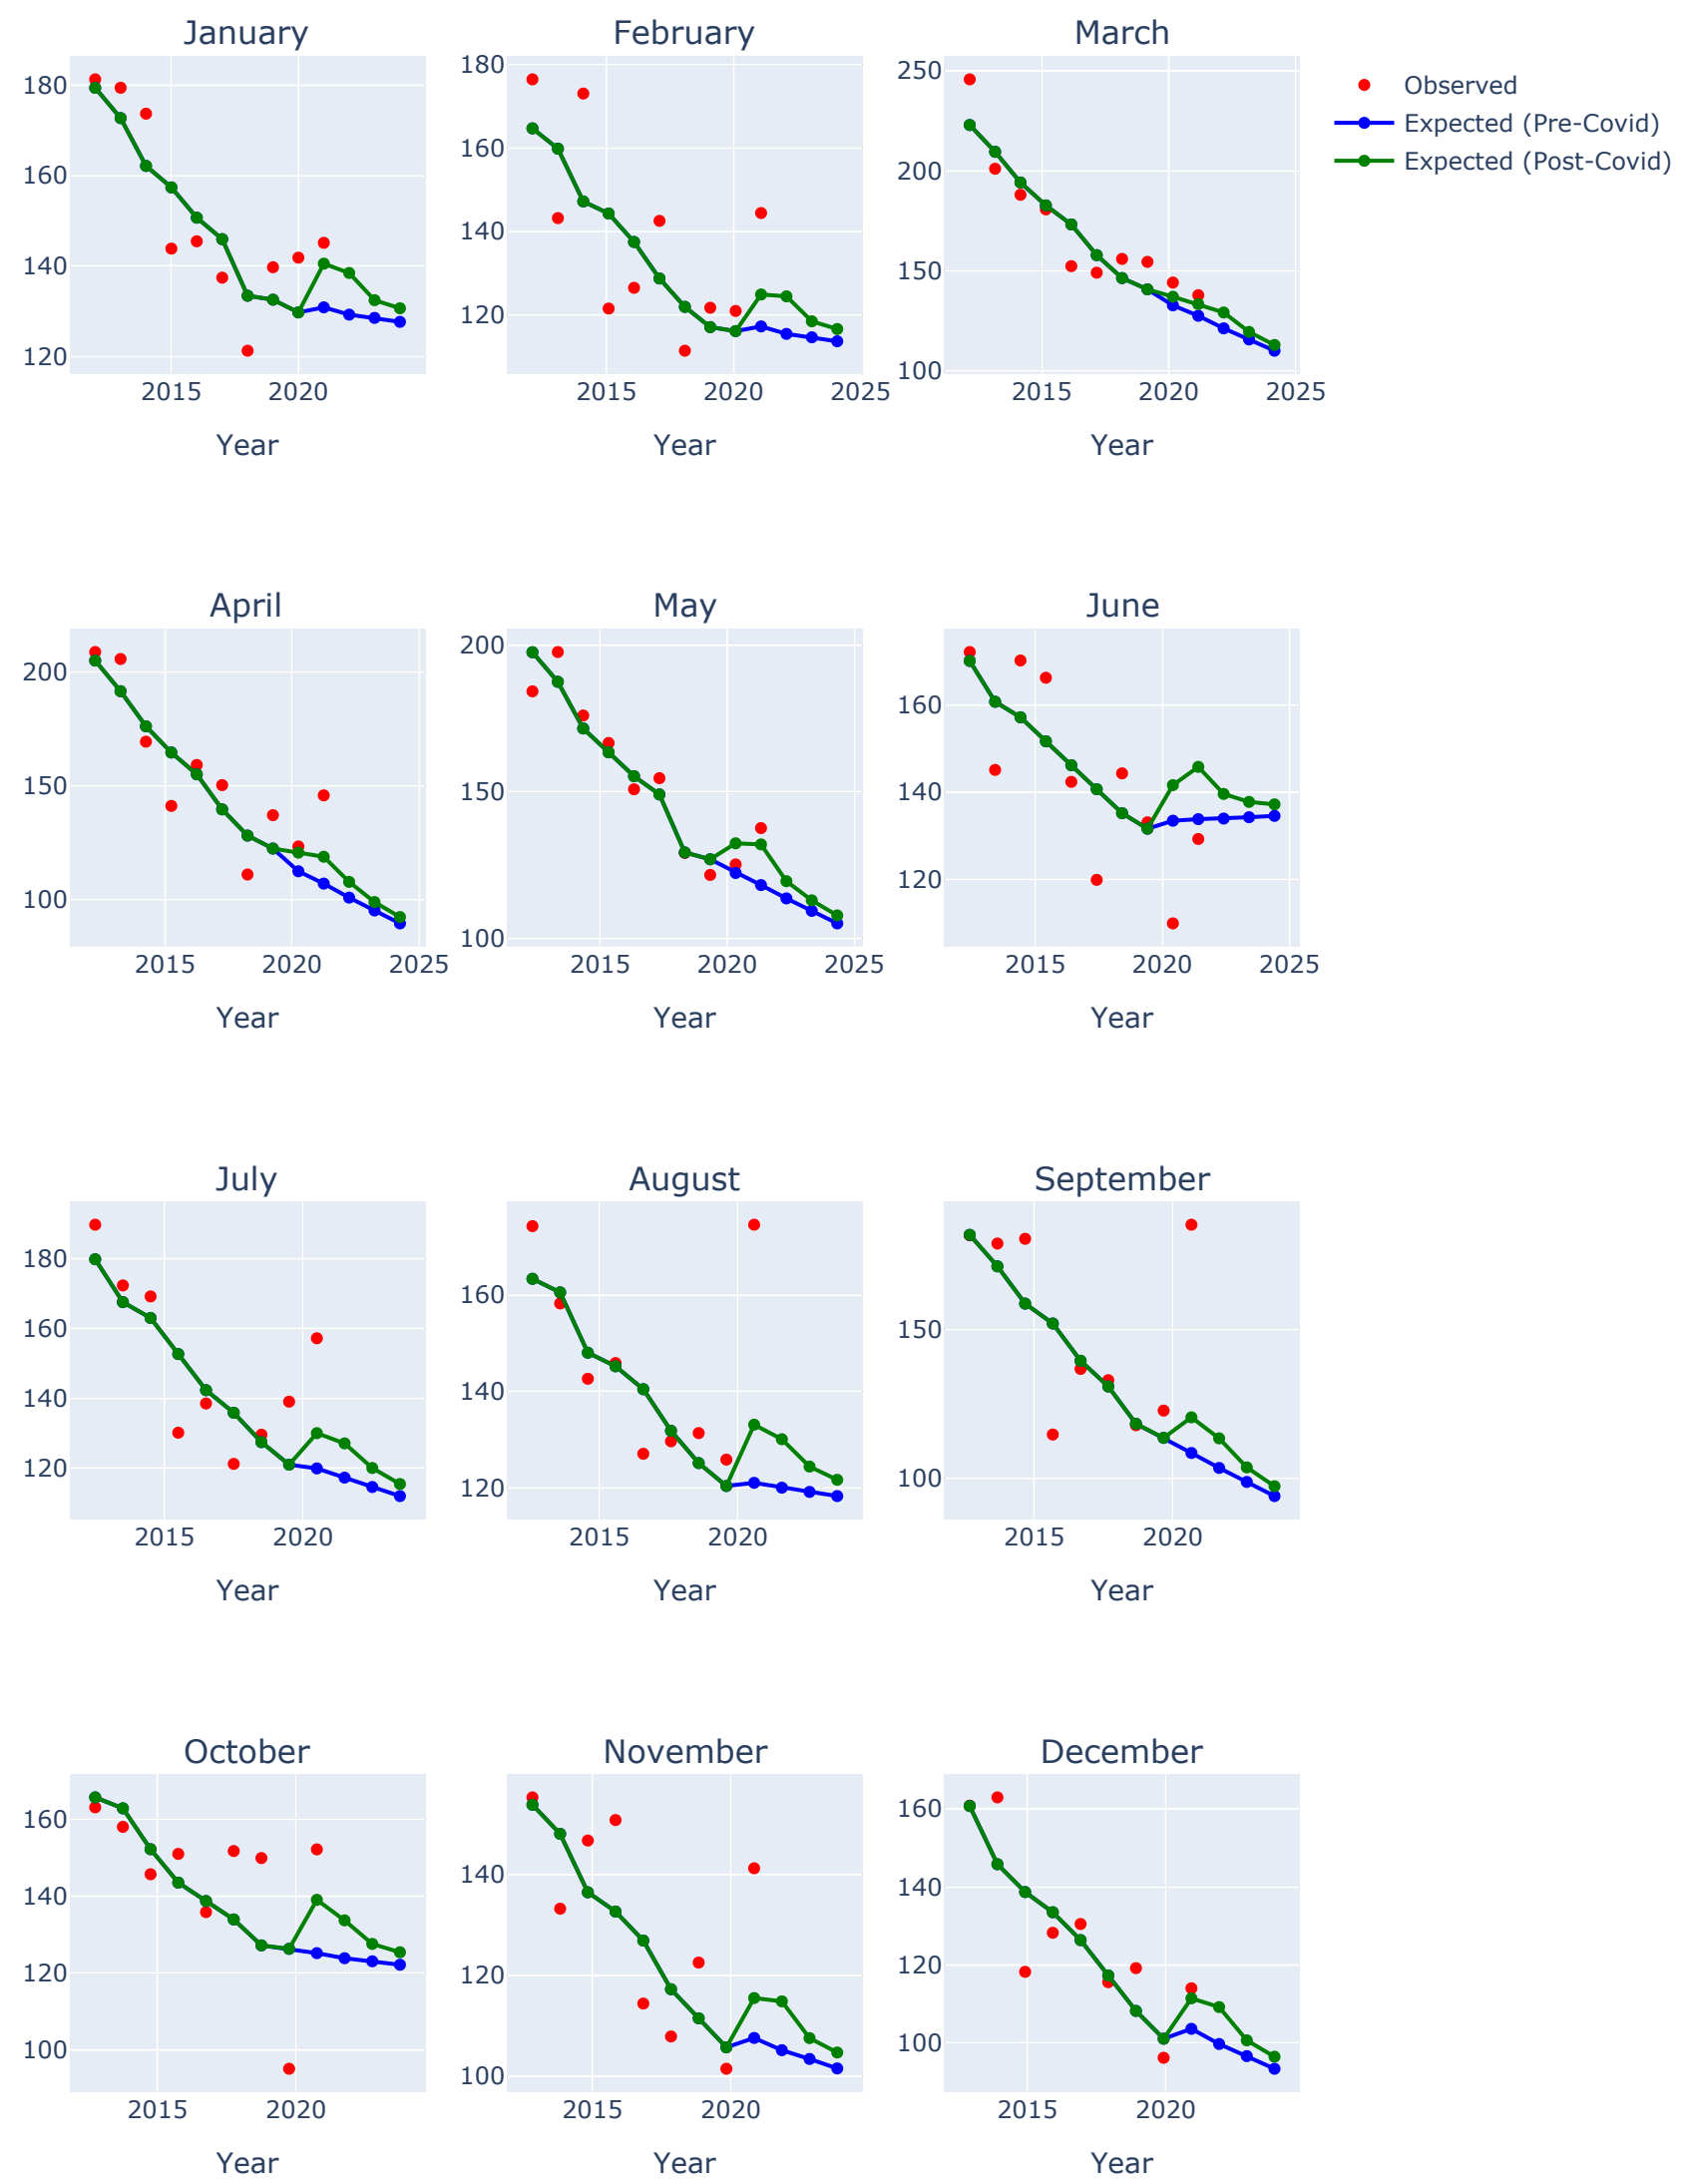 January
February
March
180
160
140
120
2015
2020
Year
180
160
140
120
2015
2020
2025
Year
250
200
150
100
2015
2020
2025
Year
Observed
Expected (Pre-Covid)
Expected (Post-Covid)
April
May
June
200
150
100
2015
2020
2025
Year
200
150
100
2015
2020
2025
Year
160
140
120
2015
2020
2025
Year
July
August
September
180
160
140
120
2015
2020
Year
160
140
120
2015
2020
Year
150
100
2015
2020
Year
October
November
December
160
140
120
100
2015
2020
Year
140
120
100
2015
2020
Year
160
140
120
100
2015
2020
Year